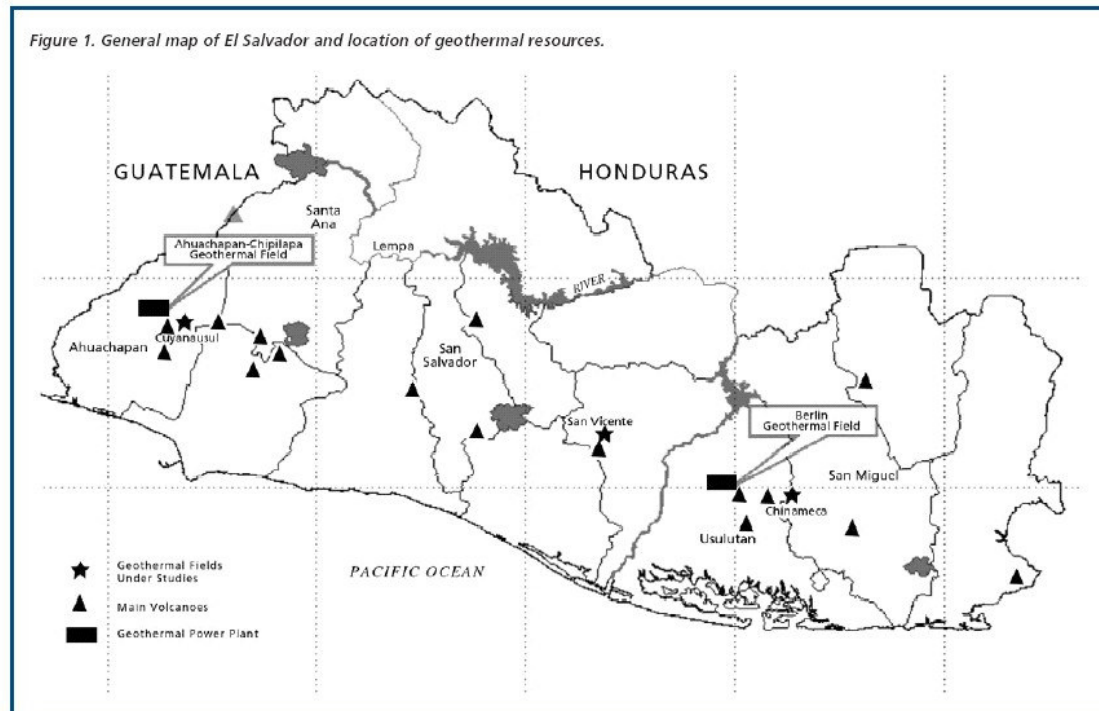 Figure 1. General map of El Salvador and location of geothermal resources.
GUATEMALA
HONDURAS
Santa
Ana
Ahuachapan-Chipilapa
Geothermal Field
Lempa
RIVER
Cuyanausul
Ahuachapan
San
Salvador
San Vicente
Berlin
Geothermal Field
San Miguel
Chinameca
Usulutan
PACIFIC OCEAN
Geothermal Fields
Under Studies
Main Volcanoes
Geothermal Power Plant